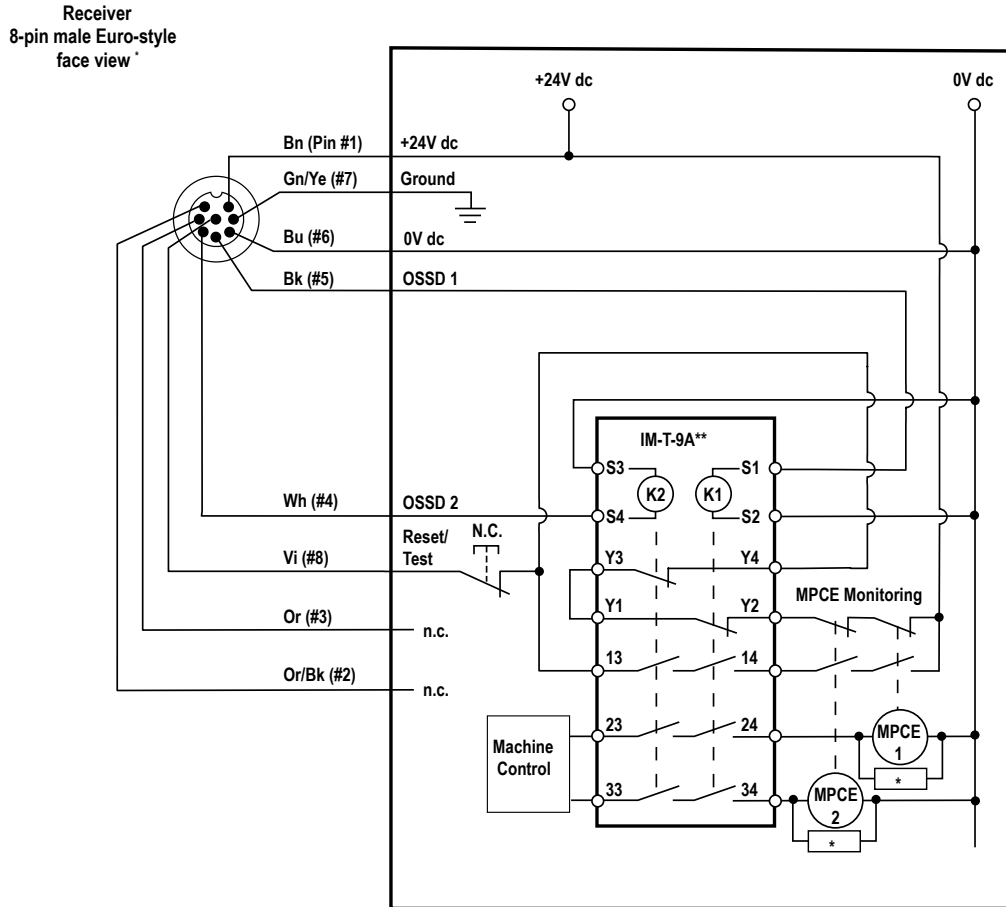 Receiver
8-pin male Euro-style
face view *
+24V dc
0V dc
Bn (Pin #1)
+24V dc
Gn/Ye (#7)
Ground
Bu (#6)
0V dc
Bk (#5)
OSSD 1
IM-T-9A**
S3
S1
K2
K1
Wh (#4)
OSSD 2
S4
S2
Reset/
Test
N.C.
Vi (#8)
Y3
Y4
MPCE Monitoring
Y1
Y2
Or (#3)
n.c.
13
14
Or/Bk (#2)
n.c.
Machine
Control
23
24
MPCE
1
*
33
34
MPCE
2
*